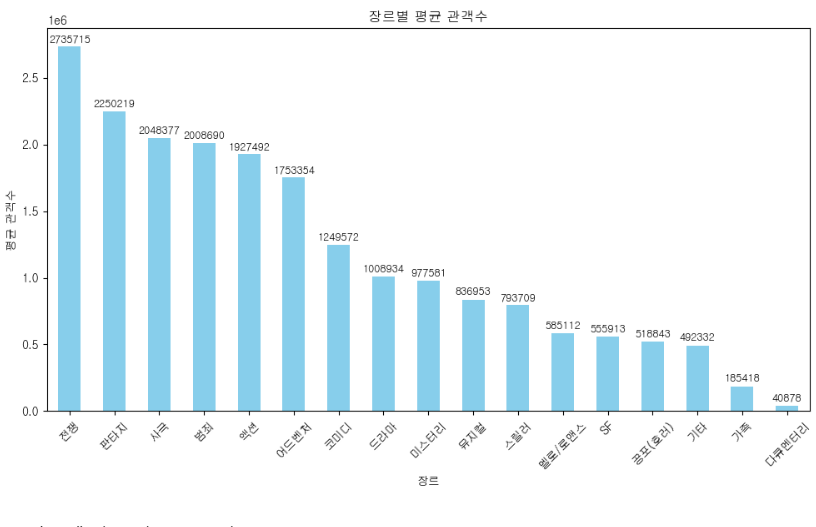 장르별 평균 관객수
1e6
2735715
2250219
2048377
2008690
1927492
1753354
1249572
1008934
977581
836953
793709
585112
555913
518843
492332
185418
40878
2.5
2.0
1.5
1.0
0.5
0.0
평균 관객수
전쟁
판타지
사극
범죄
액션
어드벤처
코미디
드라마
미스터리
뮤지컬
스릴러
멜로/로맨스
SF
공포(호러)
기타
가족
다큐멘터리
장르